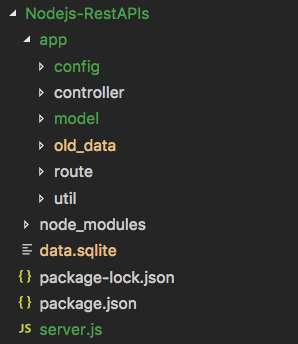 Nodejs-RestAPIs
app
config
controller
model
old_data
route
util
node_modules
data.sqlite
{} package-lock.json
{} package.json
JS server.js